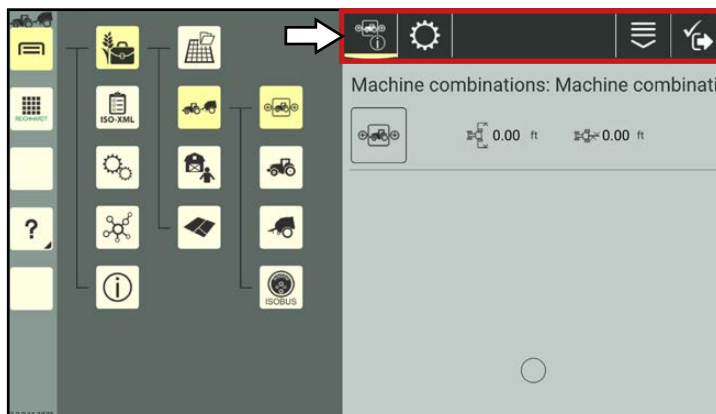 REICHHARDT
ISO-XML
?
ISOBUS
Machine combinations: Machine combinati
0.00 ft
0.00 ft